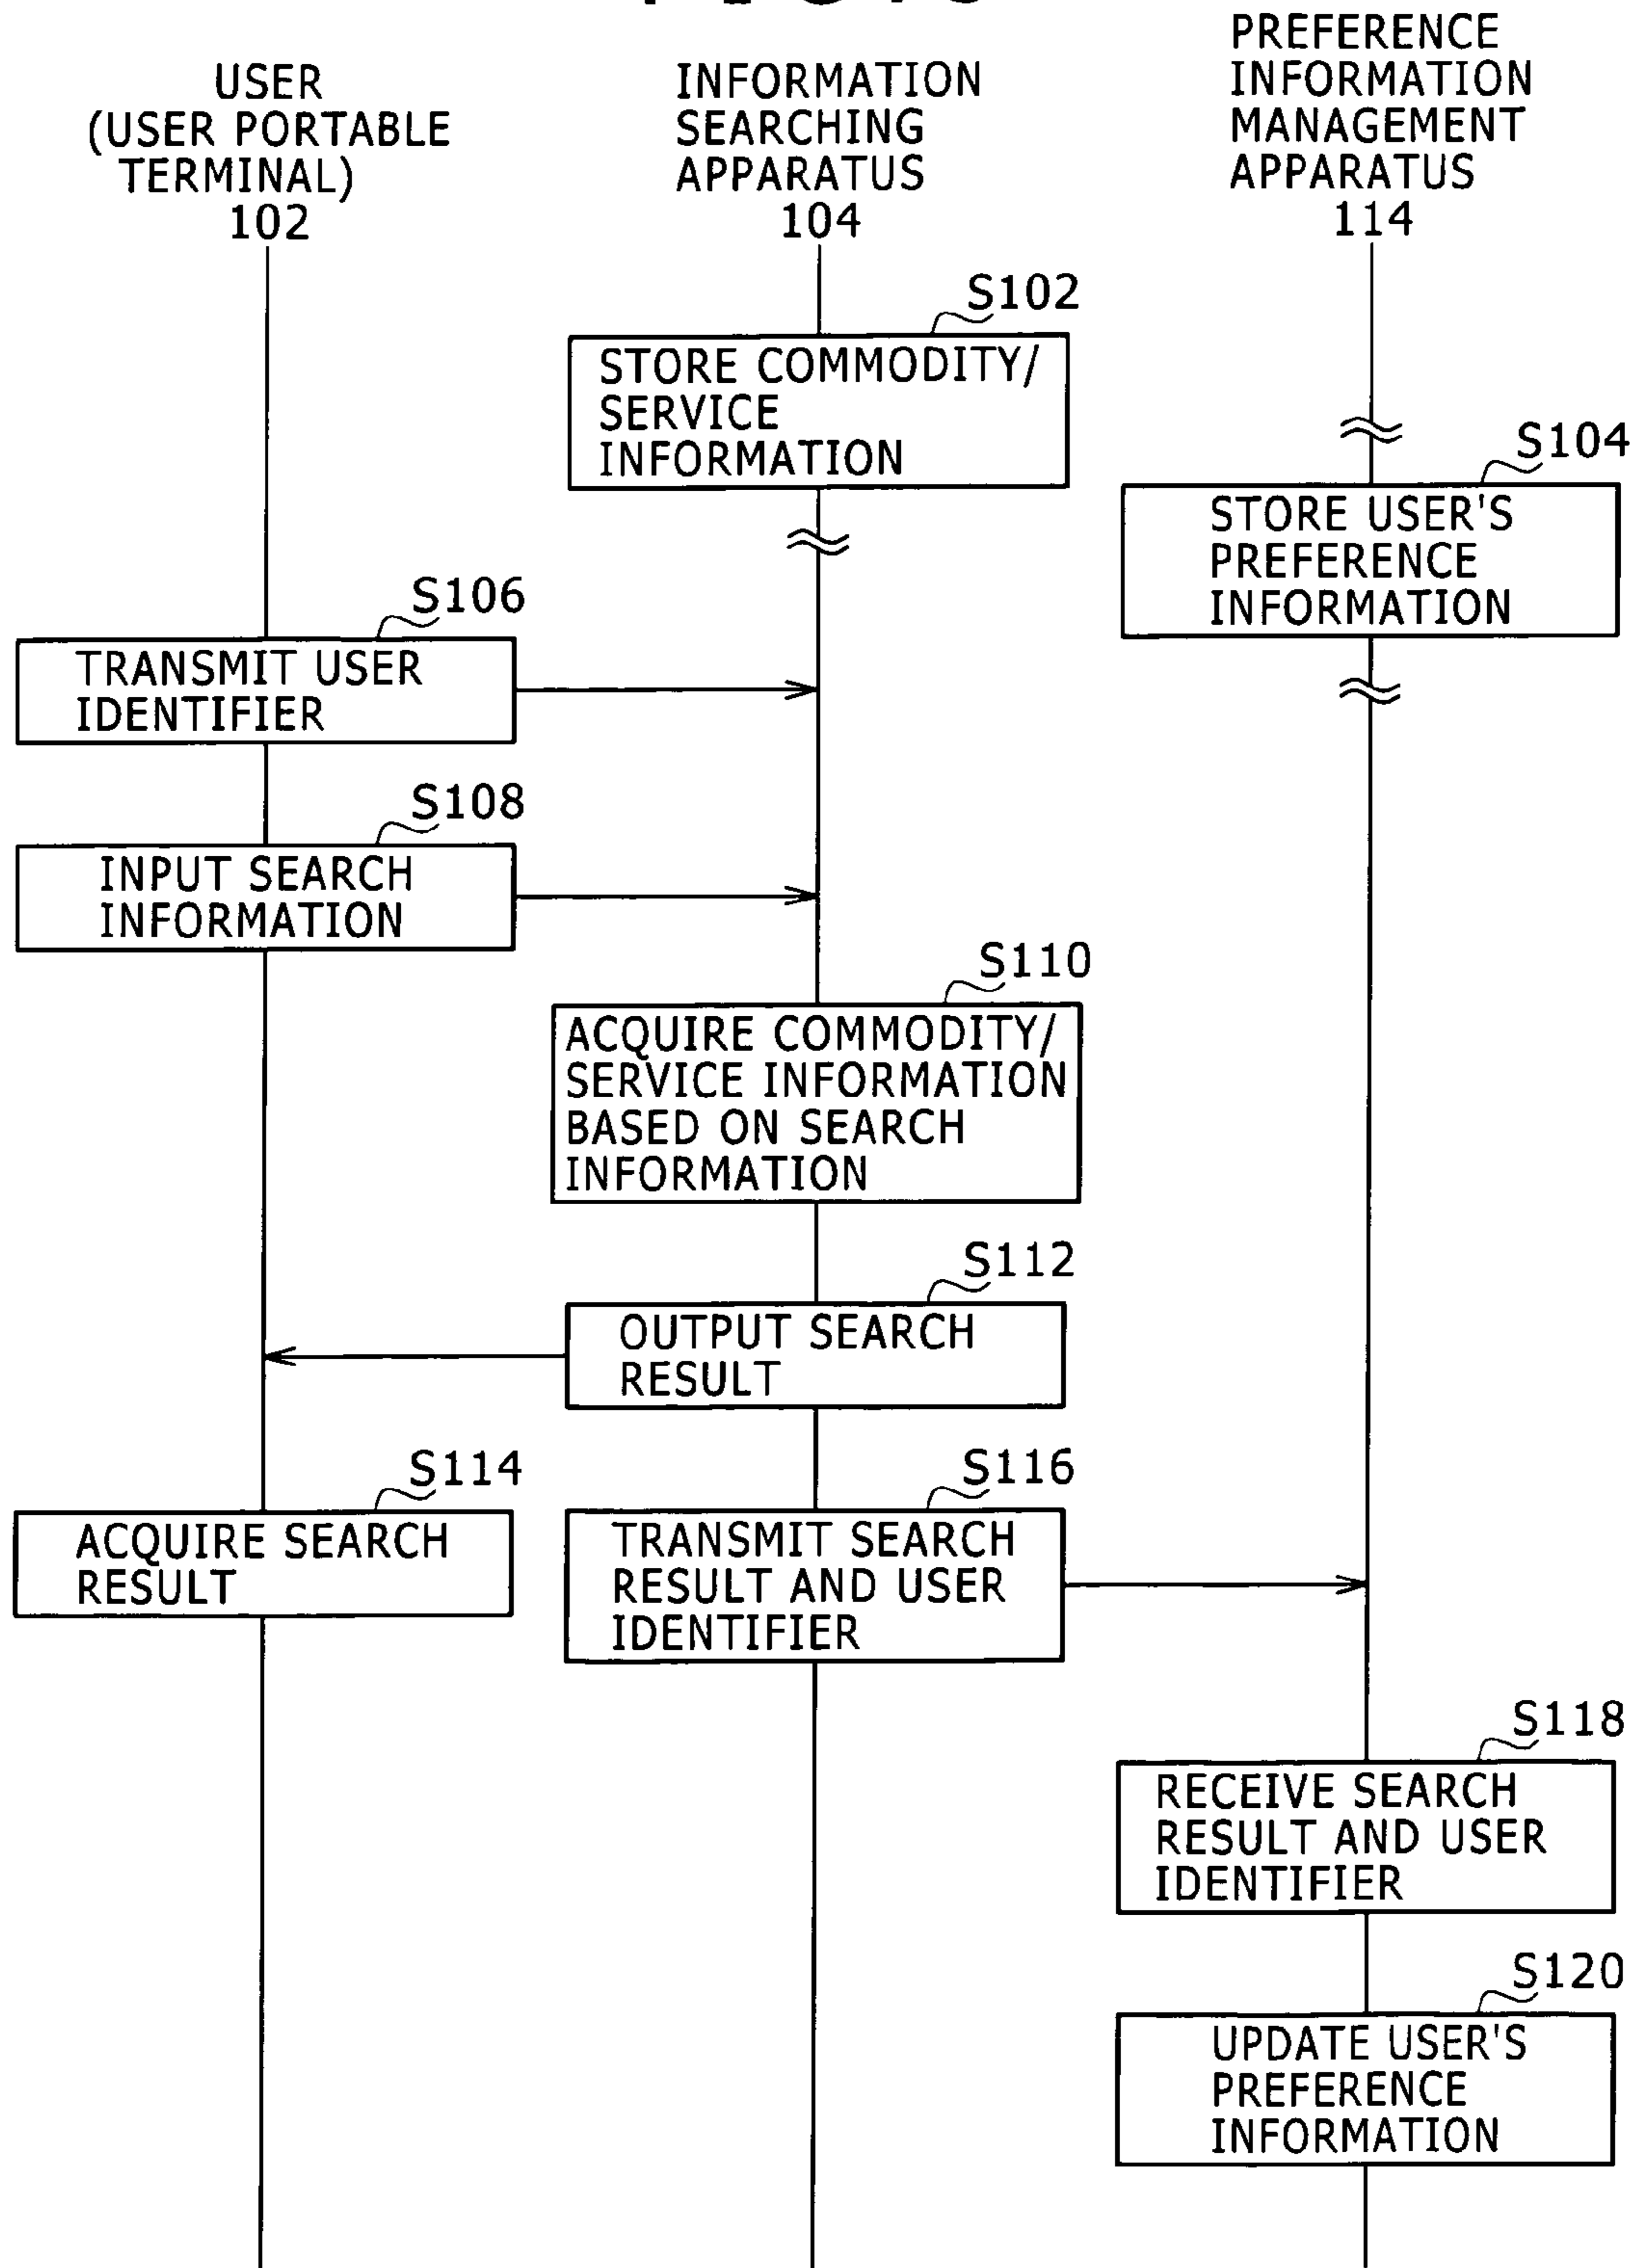 USER
(USER PORTABLE
TERMINAL)
102
INFORMATION
SEARCHING
APPARATUS
104
PREFERENCE
INFORMATION
MANAGEMENT
APPARATUS
114
S102
STORE COMMODITY/
SERVICE
INFORMATION
S104
STORE USER'S
PREFERENCE
INFORMATION
S106
TRANSMIT USER
IDENTIFIER
S108
INPUT SEARCH
INFORMATION
S110
ACQUIRE COMMODITY/
SERVICE INFORMATION
BASED ON SEARCH
INFORMATION
S112
OUTPUT SEARCH
RESULT
S114
ACQUIRE SEARCH
RESULT
S116
TRANSMIT SEARCH
RESULT AND USER
IDENTIFIER
S118
RECEIVE SEARCH
RESULT AND USER
IDENTIFIER
S120
UPDATE USER'S
PREFERENCE
INFORMATION